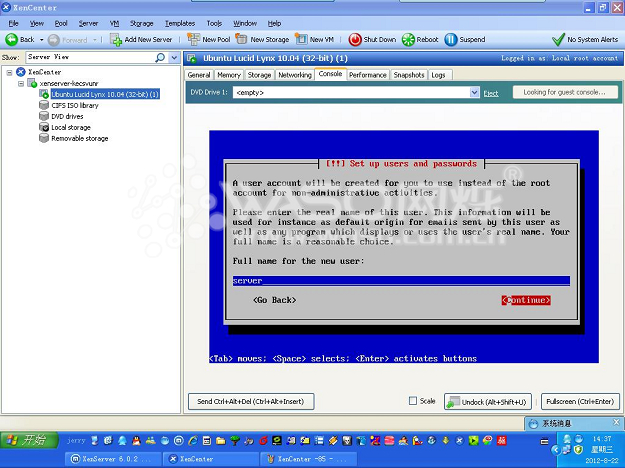 XenCenter
File View Pool Server VM Storage Templates Tools Window Help
Back Forward Add New Server New Pool New Storage New VM Shut Down Reboot Suspend No System Alerts
Show: Server View
Ubuntu Lucid Lynx 10.04 (32-bit) (1) Logged in as: Local root account
XenCenter
xenserver-kecsvunr
Ubuntu Lucid Lynx 10.04 (32-bit) (1)
CIFS ISO library
DVD drives
Local storage
Removable storage
General Memory Storage Networking Console Performance Snapshots Logs
DVD Drive 1: <empty> Eject Looking for guest console...
[!!] Set up users and passwords
A user account will be created for you to use instead of the root
account for non-administrative activities.
Please enter the real name of this user. This information will be
used for instance as default origin for emails sent by this user as
well as any program which displays or uses the user's real name. Your
full name is a reasonable choice.
Full name for the new user:
server
<Go Back> <Continue>
<Tab> moves; <Space> selects; <Enter> activates buttons
Send Ctrl+Alt+Del (Ctrl+Alt+Insert) Scale Undock (Alt+Shift+U) Fullscreen (Ctrl+Enter)
系统消息
开始 jerry 14:37
星期三
2012-8-22
XenServer 6.0.2 ... XenCenter XenCenter -85 - ...